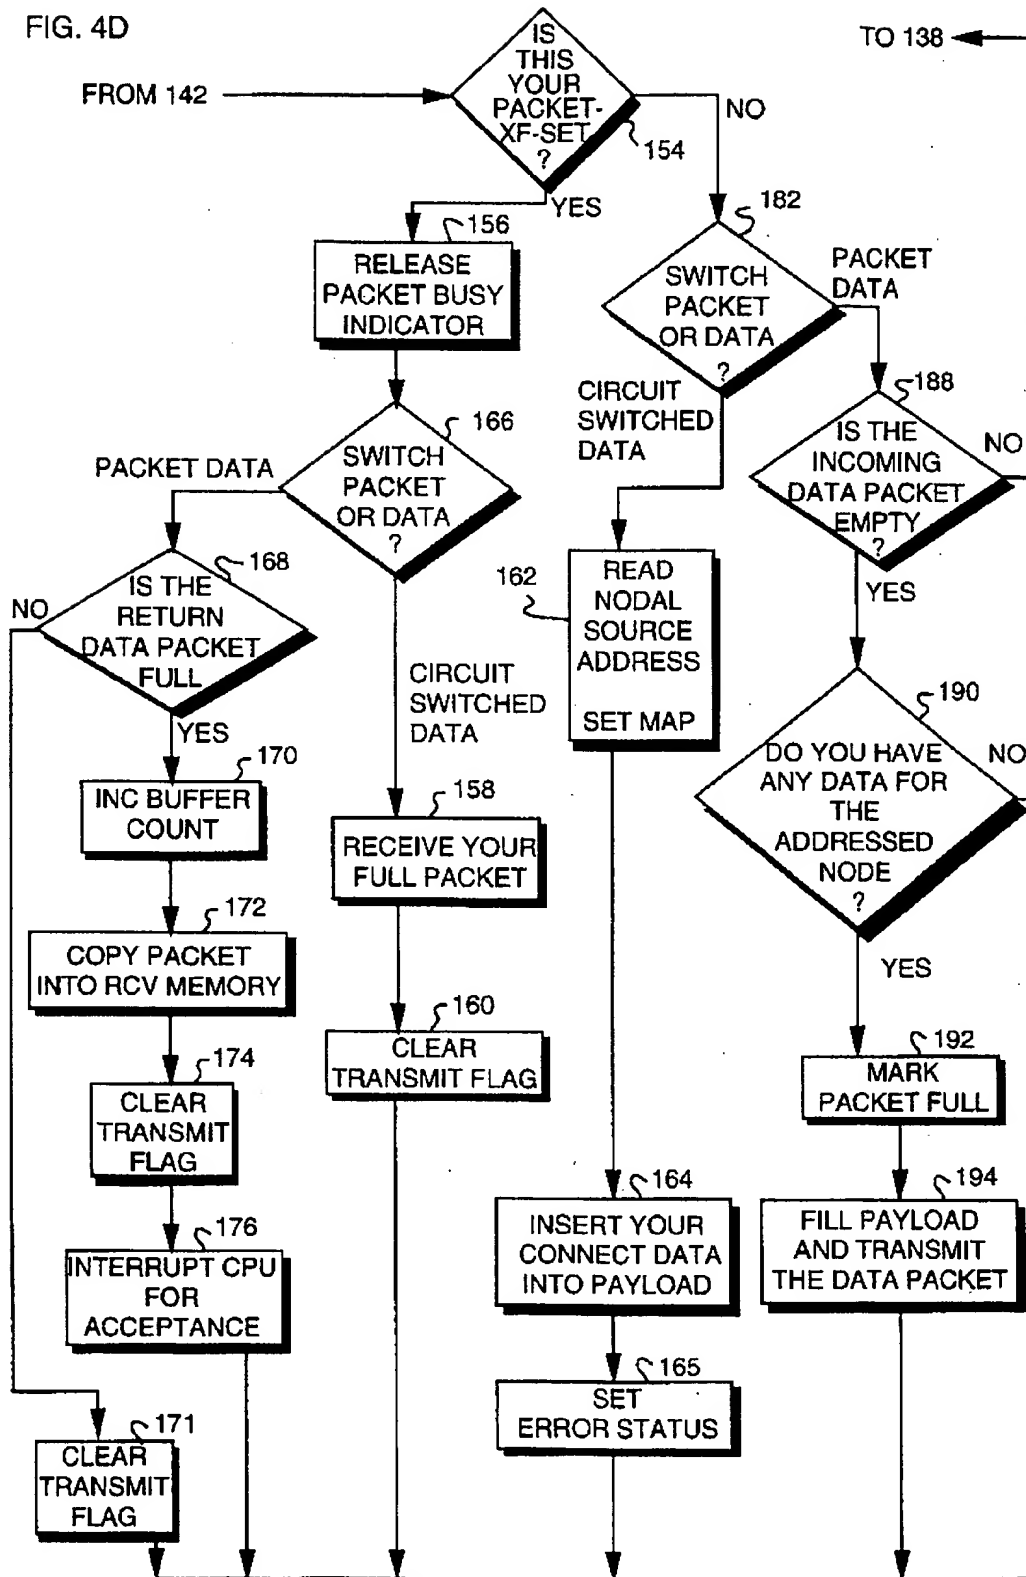 FIG. 4D
TO 138
FROM 142
IS
THIS
YOUR
PACKET-
XF-SET
?
154
NO
YES
156
RELEASE
PACKET BUSY
INDICATOR
182
SWITCH
PACKET
OR DATA
?
PACKET
DATA
CIRCUIT
SWITCHED
DATA
166
SWITCH
PACKET
OR DATA
?
PACKET DATA
188
IS THE
INCOMING
DATA PACKET
EMPTY
?
NO
YES
168
IS THE
RETURN
DATA PACKET
FULL
NO
YES
CIRCUIT
SWITCHED
DATA
162
READ
NODAL
SOURCE
ADDRESS
SET MAP
190
DO YOU HAVE
ANY DATA FOR
THE
ADDRESSED
NODE
?
NO
YES
170
INC BUFFER
COUNT
158
RECEIVE YOUR
FULL PACKET
172
COPY PACKET
INTO RCV MEMORY
160
CLEAR
TRANSMIT FLAG
192
MARK
PACKET FULL
174
CLEAR
TRANSMIT
FLAG
164
INSERT YOUR
CONNECT DATA
INTO PAYLOAD
194
FILL PAYLOAD
AND TRANSMIT
THE DATA PACKET
176
INTERRUPT CPU
FOR
ACCEPTANCE
165
SET
ERROR STATUS
171
CLEAR
TRANSMIT
FLAG